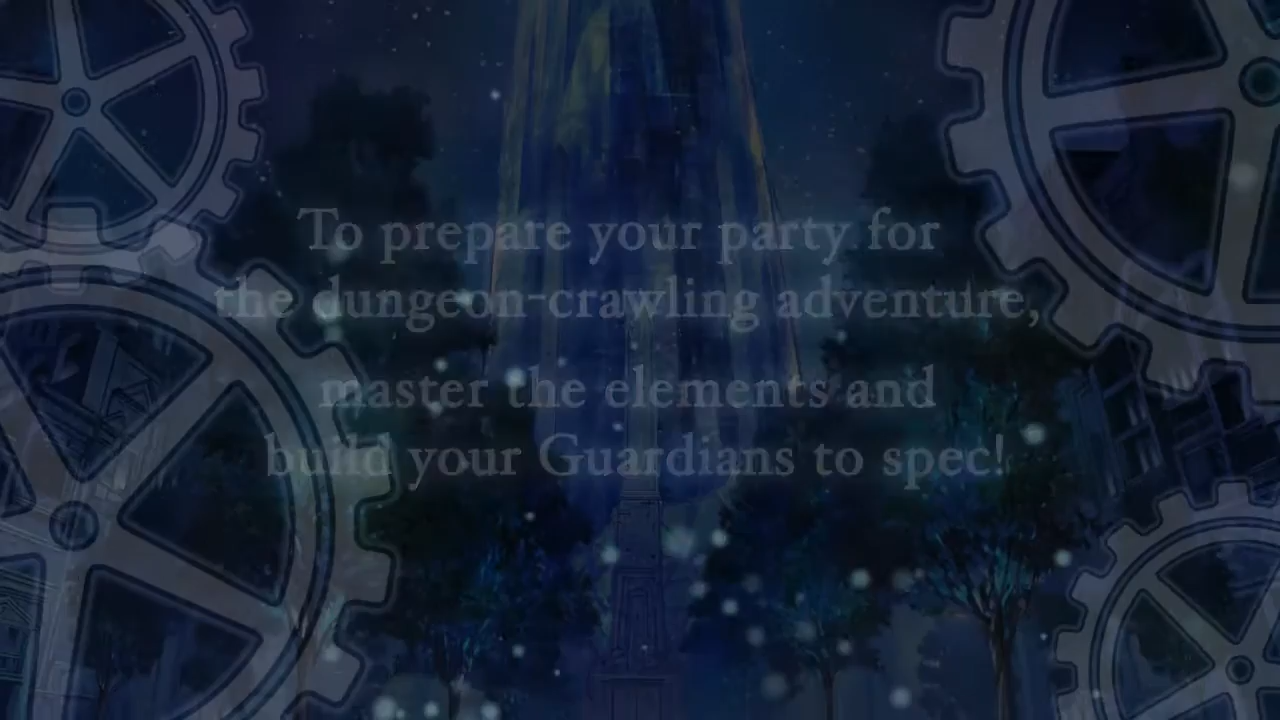 To prepare your party for
the dungeon-crawling adventure,
master the elements and
build your Guardians to spec!